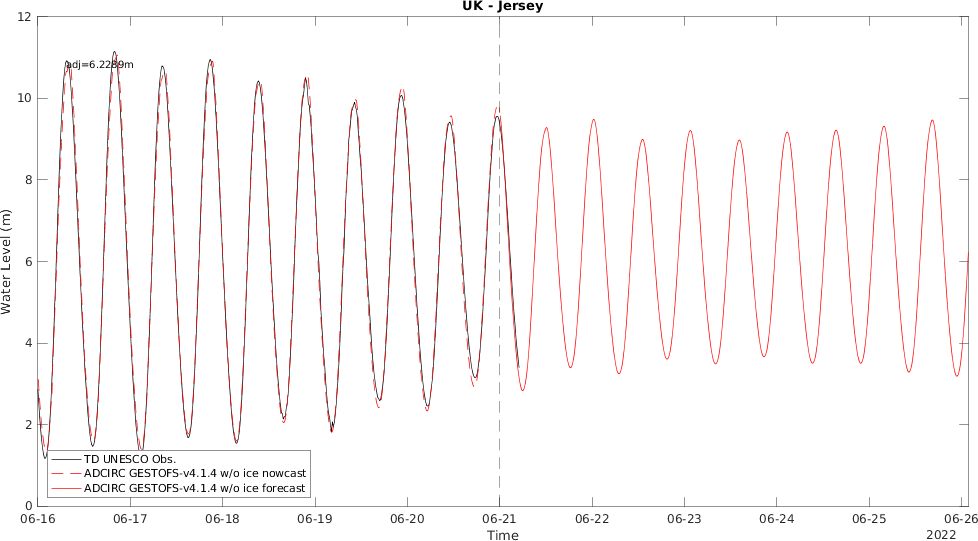 UK - Jersey
12
10
8
6
4
2
0
Water Level (m)
adj=6.2289m
TD UNESCO Obs.
ADCIRC GESTOFS-v4.1.4 w/o ice nowcast
ADCIRC GESTOFS-v4.1.4 w/o ice forecast
06-16 06-17 06-18 06-19 06-20 06-21 06-22 06-23 06-24 06-25 06-26
Time
2022